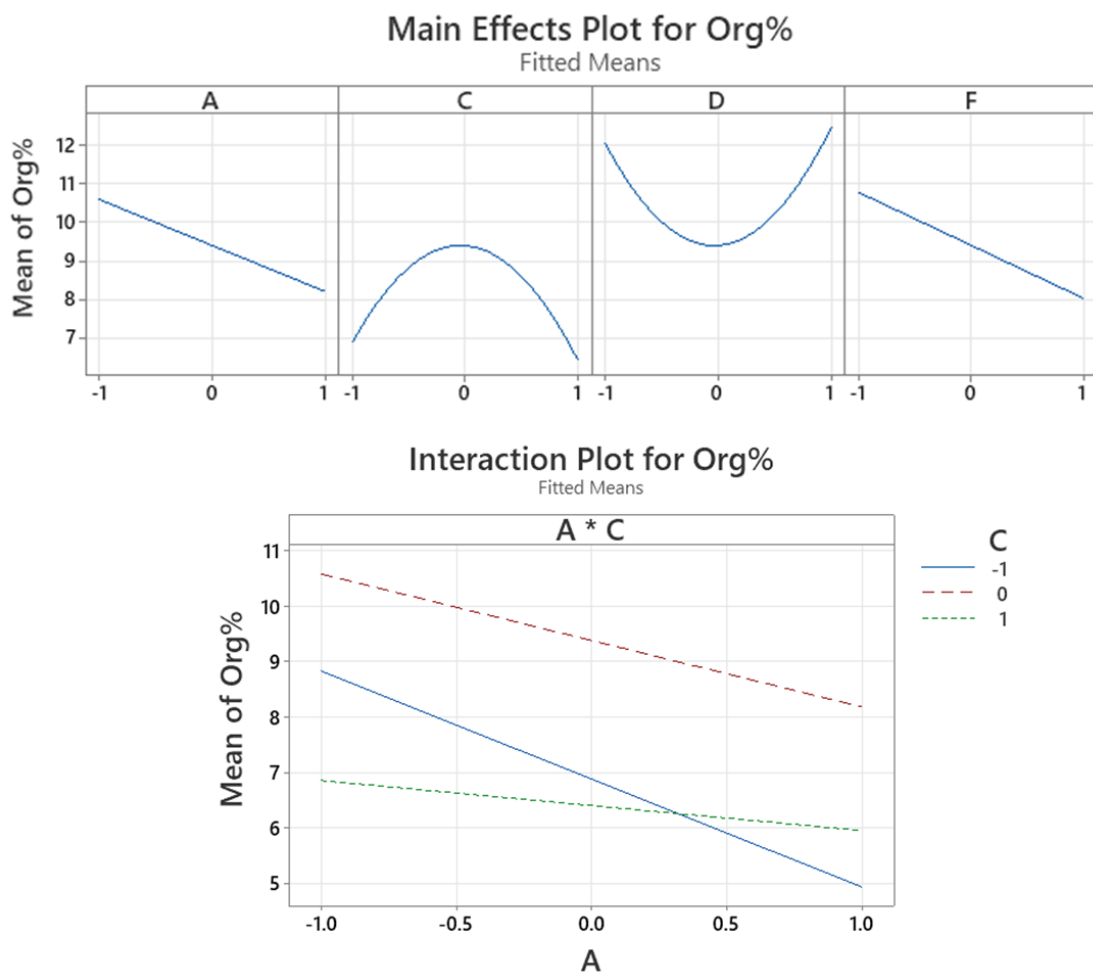 Main Effects Plot for Org%
Fitted Means
A C D F
Mean of Org%
12
11
10
9
8
7
-1 0 1 -1 0 1 -1 0 1 -1 0 1
Interaction Plot for Org%
Fitted Means
A * C
C
-1
0
1
Mean of Org%
11
10
9
8
7
6
5
-1.0 -0.5 0.0 0.5 1.0
A